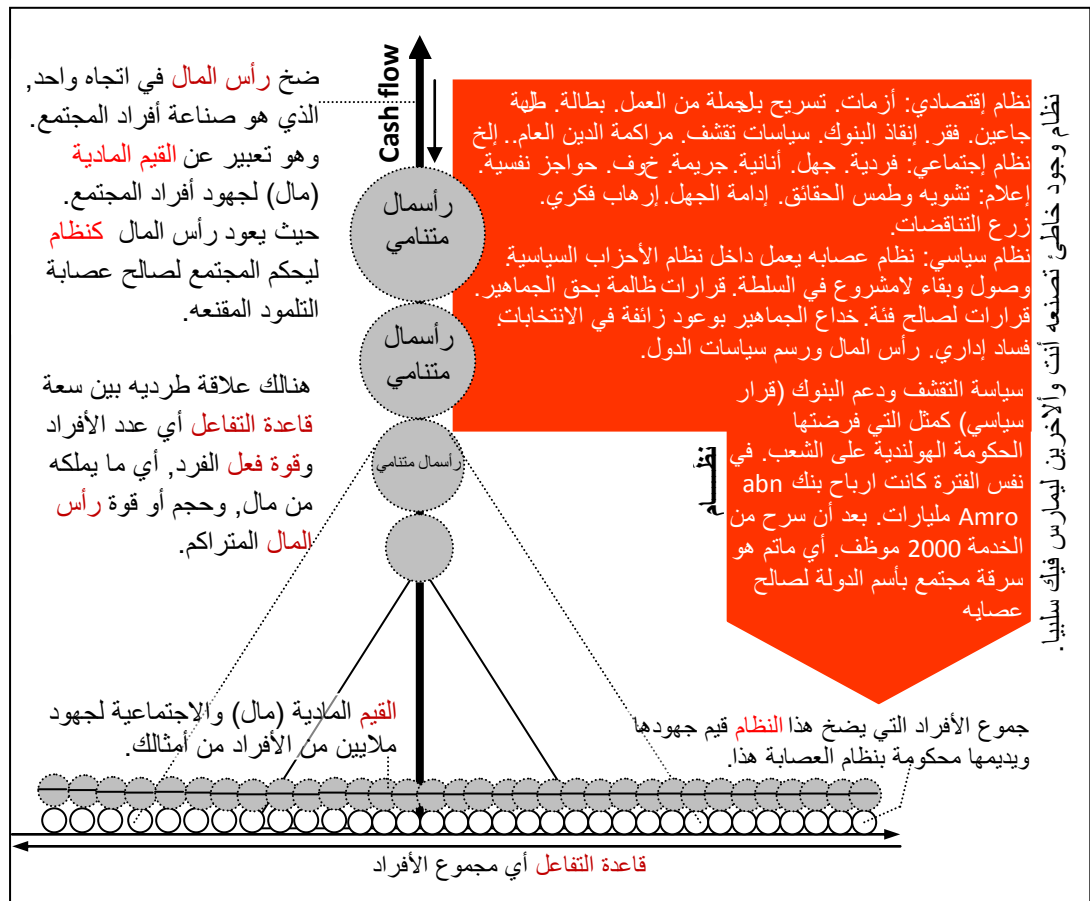 ضخ رأس المال في اتجاه واحد,
الذي هو صناعة أفراد المجتمع.
وهو تعبير عن القيم المادية
(مال) لجهود أفراد المجتمع.
حيث يعود رأس المال كنظام
ليحكم المجتمع لصالح عصابة
التلمود المقنعه.
هنالك علاقة طرديه بين سعة
قاعدة التفاعل أي عدد الأفراد
وقوة فعل الفرد, أي ما يملكه
من مال, وحجم أو قوة رأس
المال المتراكم.
Cash flow
رأسمال
متنامي
رأسمال
متنامي
رأسمال متنامي
نظام إقتصادي: أزمات. تسريح بالجملة من العمل. بطالة. طلبة
جاعين. فقر. إنقاذ البنوك. سياسات تقشف. مراكمة الدين العام.. إلخ
نظام إجتماعي: فردية. جهل. أنانية. جريمة. خوف. حواجز نفسية.
إعلام: تشويه وطمس الحقائق. إدامة الجهل. إرهاب فكري.
زرع التناقضات.
نظام سياسي: نظام عصابه يعمل داخل نظام الأحزاب السياسية.
وصول وبقاء لامشروع في السلطة. قرارات ظالمة بحق الجماهير.
قرارات لصالح فئة. خداع الجماهير بوعود زائفة في الانتخابات.
فساد إداري. رأس المال ورسم سياسات الدول.
سياسة التقشف ودعم البنوك (قرار
سياسي) كمثل التي فرضتها
الحكومة الهولندية على الشعب. في
نفس الفترة كانت ارباح بنك abn
Amro مليارات. بعد أن سرح من
الخدمة 2000 موظف. أي ماتم هو
سرقة مجتمع بأسم الدولة لصالح
عصابه
نظـــام
نظام وجود خاطئ تصنعه أنت والاخرين ليمارس فيك سلبيا.
القيم المادية (مال) والاجتماعية لجهود
ملايين من الأفراد من أمثالك.
جموع الأفراد التي يضخ هذا النظام قيم جهودها
ويديمها محكومة بنظام العصابة هذا.
قاعدة التفاعل أي مجموع الأفراد